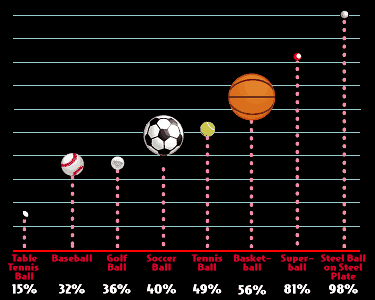 Table Tennis Ball
Baseball
Golf Ball
Soccer Ball
Tennis Ball
Basket-ball
Super-ball
Steel Ball on Steel Plate
15% 32% 36% 40% 49% 56% 81% 98%